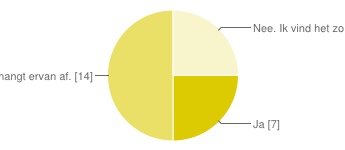 Nee. Ik vind het zo
hangt ervan af. [14]
Ja [7]